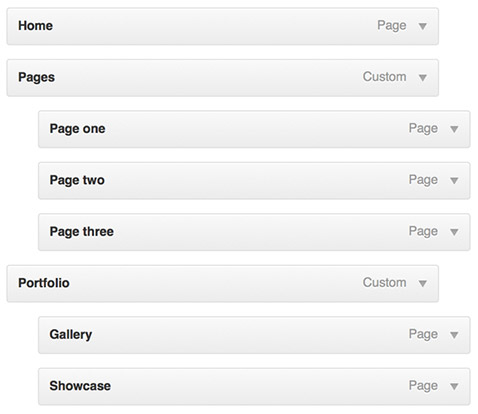 Home Page
Pages Custom
Page one Page
Page two Page
Page three Page
Portfolio Custom
Gallery Page
Showcase Page